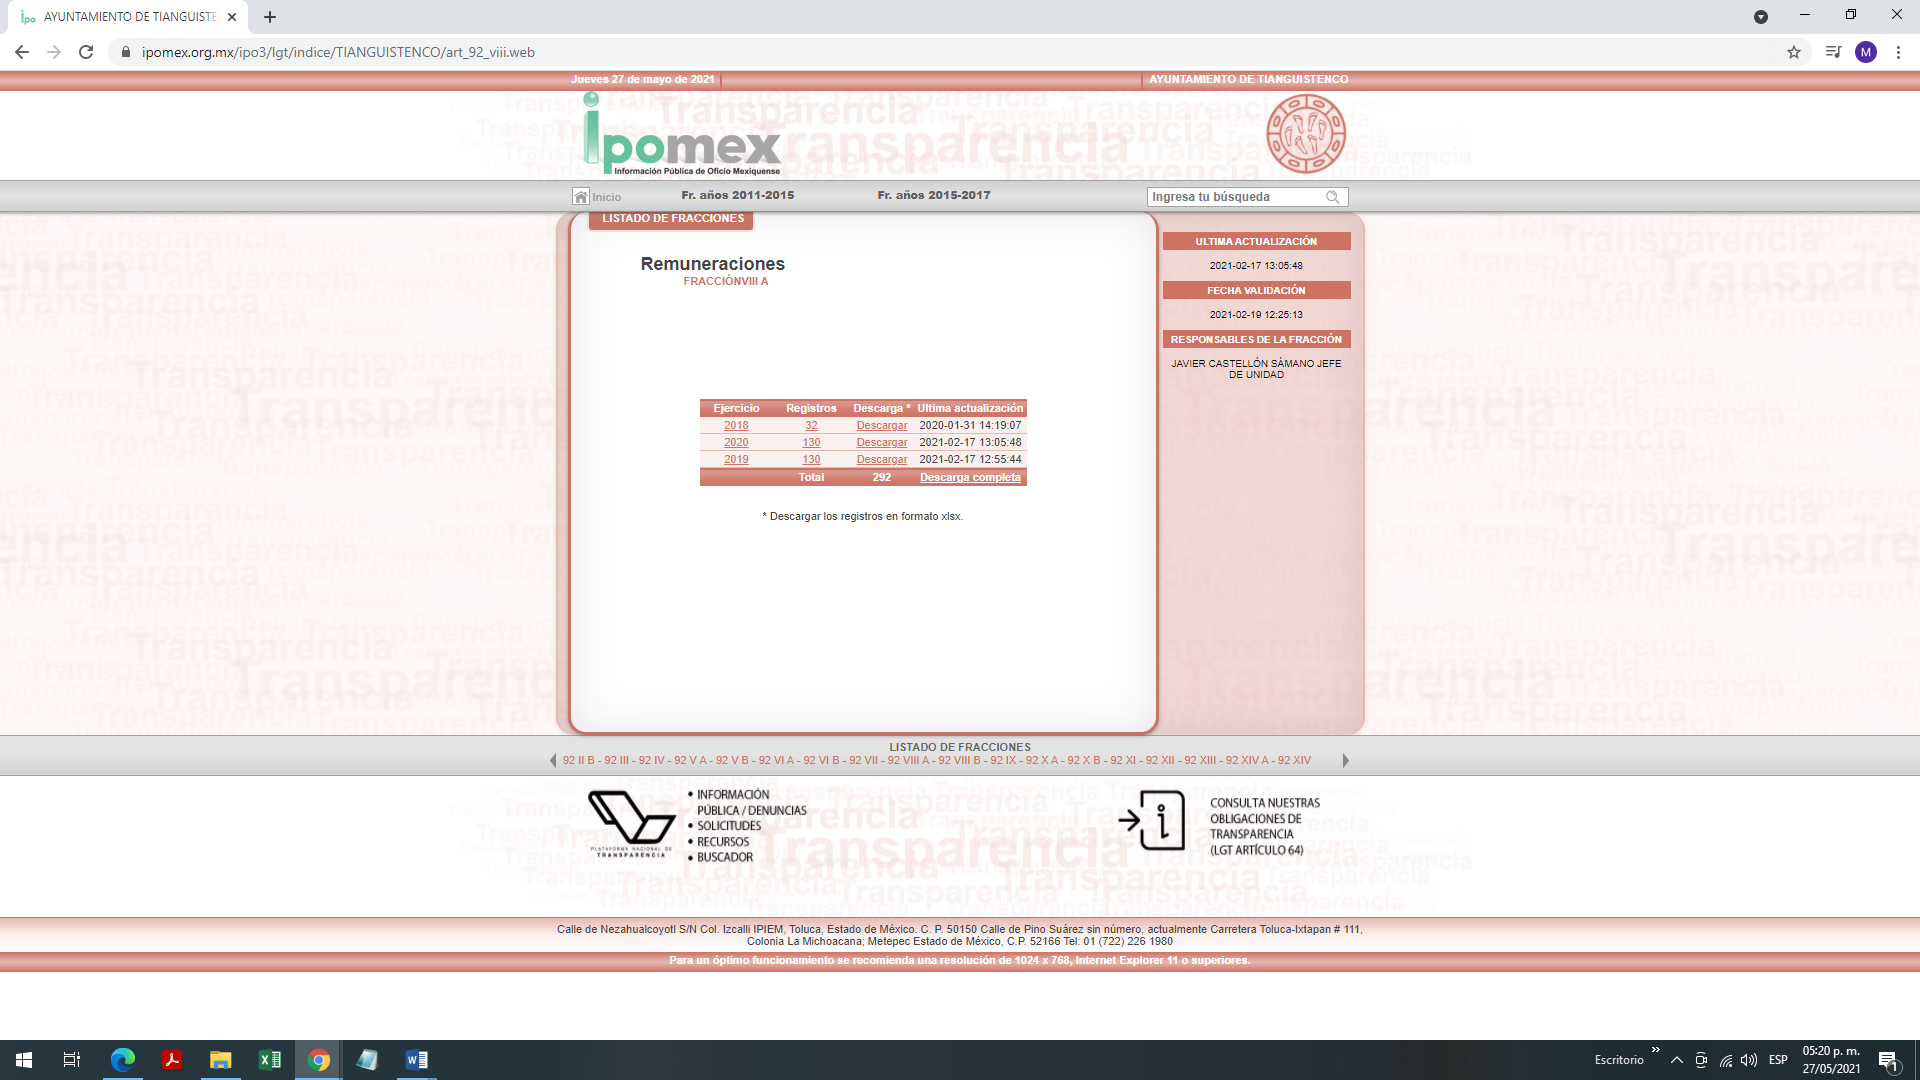 ipo AYUNTAMIENTO DE TIANGUISTE
ipomex.org.mx/ipo3/lgt/indice/TIANGUISTENCO/art_92_viii.web
M
Jueves 27 de mayo de 2021
AYUNTAMIENTO DE TIANGUISTENCO
ipomex
Información Pública de Oficio Mexiquense
Inicio
Fr. años 2011-2015
Fr. años 2015-2017
Ingresa tu búsqueda
LISTADO DE FRACCIONES
Remuneraciones
FRACCIÓNVIII A
Ejercicio Registros Descarga * Ultima actualización
2018 32 Descargar 2020-01-31 14:19:07
2020 130 Descargar 2021-02-17 13:05:48
2019 130 Descargar 2021-02-17 12:55:44
Total 292 Descarga completa
* Descargar los registros en formato xlsx.
ULTIMA ACTUALIZACIÓN
2021-02-17 13:05:48
FECHA VALIDACIÓN
2021-02-19 12:25:13
RESPONSABLES DE LA FRACCIÓN
JAVIER CASTELLÓN SÁMANO JEFE
DE UNIDAD
LISTADO DE FRACCIONES
92 II B - 92 III - 92 IV - 92 V A - 92 V B - 92 VI A - 92 VI B - 92 VII - 92 VIII A - 92 VIII B - 92 IX - 92 X A - 92 X B - 92 XI - 92 XII - 92 XIII - 92 XIV A - 92 XIV
PLATAFORMA NACIONAL DE
TRANSPARENCIA
• INFORMACIÓN
PÚBLICA / DENUNCIAS
• SOLICITUDES
• RECURSOS
• BUSCADOR
CONSULTA NUESTRAS
OBLIGACIONES DE
TRANSPARENCIA
(LGT ARTÍCULO 64)
Calle de Nezahualcoyotl S/N Col. Izcalli IPIEM, Toluca, Estado de México. C. P. 50150 Calle de Pino Suárez sin número, actualmente Carretera Toluca-Ixtapan # 111,
Colonia La Michoacana; Metepec Estado de México, C.P. 52166 Tel: 01 (722) 226 1980
Para un óptimo funcionamiento se recomienda una resolución de 1024 x 768, Internet Explorer 11 o superiores.
Escritorio
ESP
05:20 p. m.
27/05/2021
1